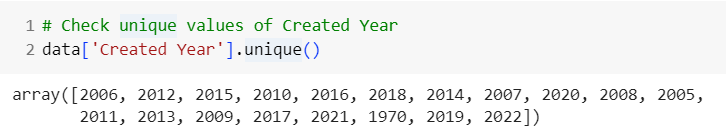 1 # Check unique values of Created Year
2 data['Created Year'].unique()
array([2006, 2012, 2015, 2010, 2016, 2018, 2014, 2007, 2020, 2008, 2005,
2011, 2013, 2009, 2017, 2021, 1970, 2019, 2022])